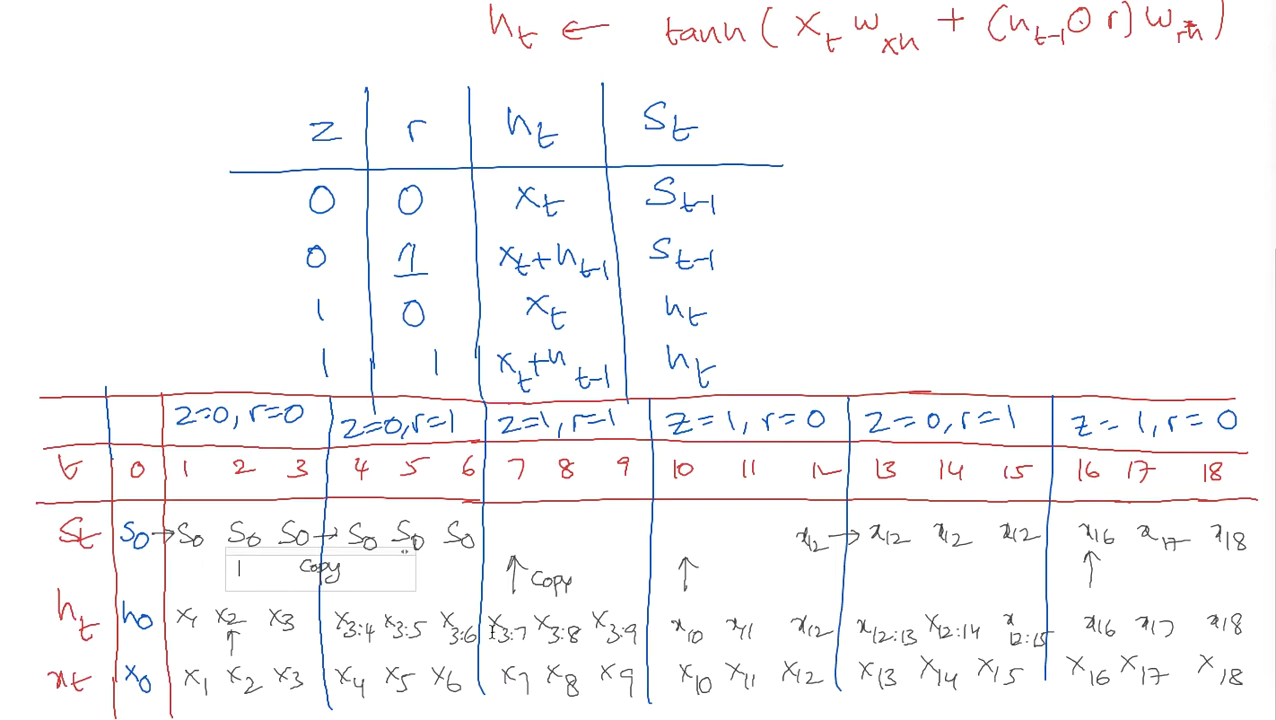 h_t ← tanh ( X_t W_xh + (h_t-1 ⊙ r) W_rh )
z r h_t S_t
0 0 x_t S_t-1
0 1 x_t + h_t-1 S_t-1
1 0 x_t h_t
1 1 x_t + h_t-1 h_t
z=0, r=0 z=0, r=1 z=1, r=1 z=1, r=0 z=0, r=1 z=1, r=0
t 0 1 2 3 4 5 6 7 8 9 10 11 12 13 14 15 16 17 18
S_t S_0 → S_0 S_0 S_0 → S_0 S_0 S_0 x_12 → x_12 x_12 x_12 x_16 x_17 x_18
1 copy ↑ copy ↑ ↑
h_t h_0 x_1 x_2 x_3 x_3:4 x_3:5 x_3:6 x_3:7 x_3:8 x_3:9 x_10 x_11 x_12 x_12:13 x_12:14 x_12:15 x_16 x_17 x_18
↑
x_t x_0 x_1 x_2 x_3 x_4 x_5 x_6 x_7 x_8 x_9 x_10 x_11 x_12 x_13 x_14 x_15 x_16 x_17 x_18